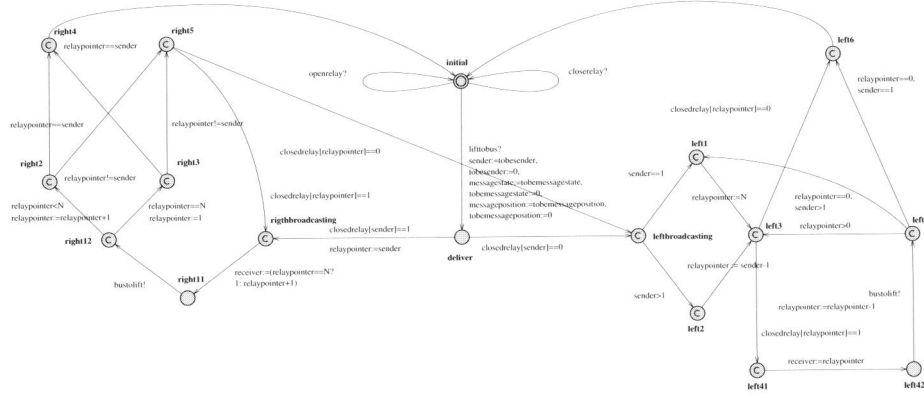 right4
right5
relaypointer==sender
initial
left6
openrelay?
closerelay?
relaypointer==0,
sender==1
closedrelay[relaypointer]==0
relaypointer==sender
relaypointer!=sender
closedrelay[relaypointer]==0
lifttobus?
sender:=tobesender,
tobesender:=0,
messagestate:=tobemessagestate,
tobemessagestate:=0,
messageposition:=tobemessageposition,
tobemessageposition:=0
left1
right2
right3
relaypointer!=sender
sender==1
relaypointer:=N
relaypointer==0,
sender>1
closedrelay[relaypointer]==1
relaypointer<N
relaypointer:=relaypointer+1
relaypointer==N
relaypointer:=1
rigthbroadcasting
closedrelay[sender]==1
relaypointer:=sender
deliver
closedrelay[sender]==0
leftbroadcasting
left3
relaypointer>0
left
right12
right11
receiver:=(relaypointer==N?
1: relaypointer+1)
bustolift!
relaypointer := sender-1
sender>1
left2
bustolift!
relaypointer:=relaypointer-1
closedrelay[relaypointer]==1
receiver:=relaypointer
left41
left42
C
C
C
C
C
C
C
C
C
C
C
C
C
C